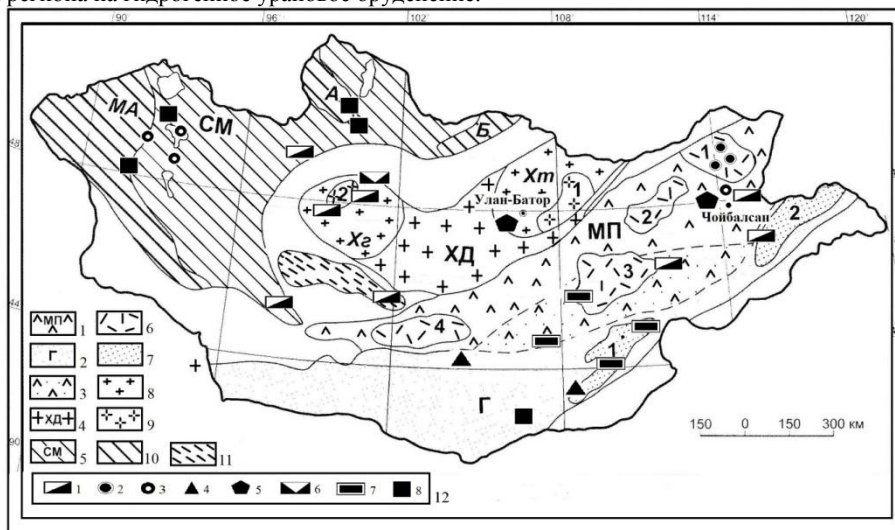 региона на гидрогенное урановое оруденение.
90 96 102 108 114 120
А
МА
СМ
Б
48
1
Хт
2
1
Улан-Батор
2
Чойбалсан
МП
2
Хг
ХД
3
44
4
1
МП 1 6
Г 2 7
3 8
Г
ХД 4 9
150 0 150 300 км
90
СМ 5 10 11
1 2 3 4 5 6 7 8 12